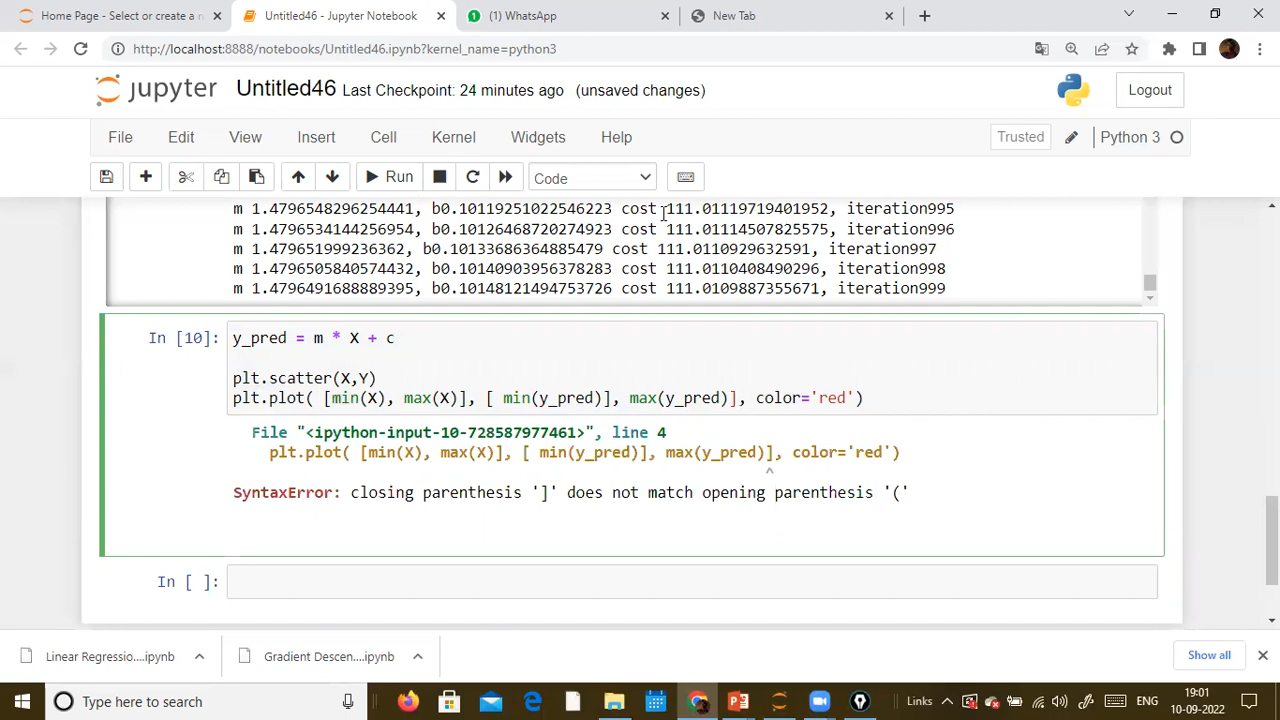 Home Page - Select or create a n
Untitled46 - Jupyter Notebook
(1) WhatsApp
New Tab
http://localhost:8888/notebooks/Untitled46.ipynb?kernel_name=python3
jupyter Untitled46 Last Checkpoint: 24 minutes ago (unsaved changes)
Logout
File Edit View Insert Cell Kernel Widgets Help
Trusted
Python 3
Run
Code
m 1.4796548296254441, b0.10119251022546223 cost 111.01119719401952, iteration995
m 1.4796534144256954, b0.10126468720274923 cost 111.01114507825575, iteration996
m 1.479651999236362, b0.10133686364885479 cost 111.0110929632591, iteration997
m 1.4796505840574432, b0.10140903956378283 cost 111.0110408490296, iteration998
m 1.4796491688889395, b0.10148121494753726 cost 111.0109887355671, iteration999
In [10]: y_pred = m * X + c
plt.scatter(X,Y)
plt.plot( [min(X), max(X)], [ min(y_pred)], max(y_pred)], color='red')
File "<ipython-input-10-728587977461>", line 4
plt.plot( [min(X), max(X)], [ min(y_pred)], max(y_pred)], color='red')
^
SyntaxError: closing parenthesis ']' does not match opening parenthesis '('
In [ ]:
Linear Regressio....ipynb
Gradient Descen....ipynb
Show all
Type here to search
Links
ENG
19:01
10-09-2022